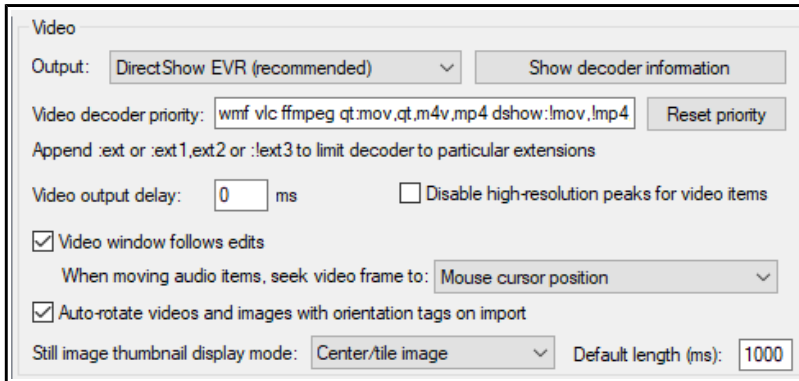 Video
Output: DirectShow EVR (recommended) Show decoder information
Video decoder priority: wmf vlc ffmpeg qt:mov,qt,m4v,mp4 dshow:!mov,!mp4 Reset priority
Append :ext or :ext1,ext2 or :!ext3 to limit decoder to particular extensions
Video output delay: 0 ms Disable high-resolution peaks for video items
Video window follows edits
When moving audio items, seek video frame to: Mouse cursor position
Auto-rotate videos and images with orientation tags on import
Still image thumbnail display mode: Center/tile image Default length (ms): 1000